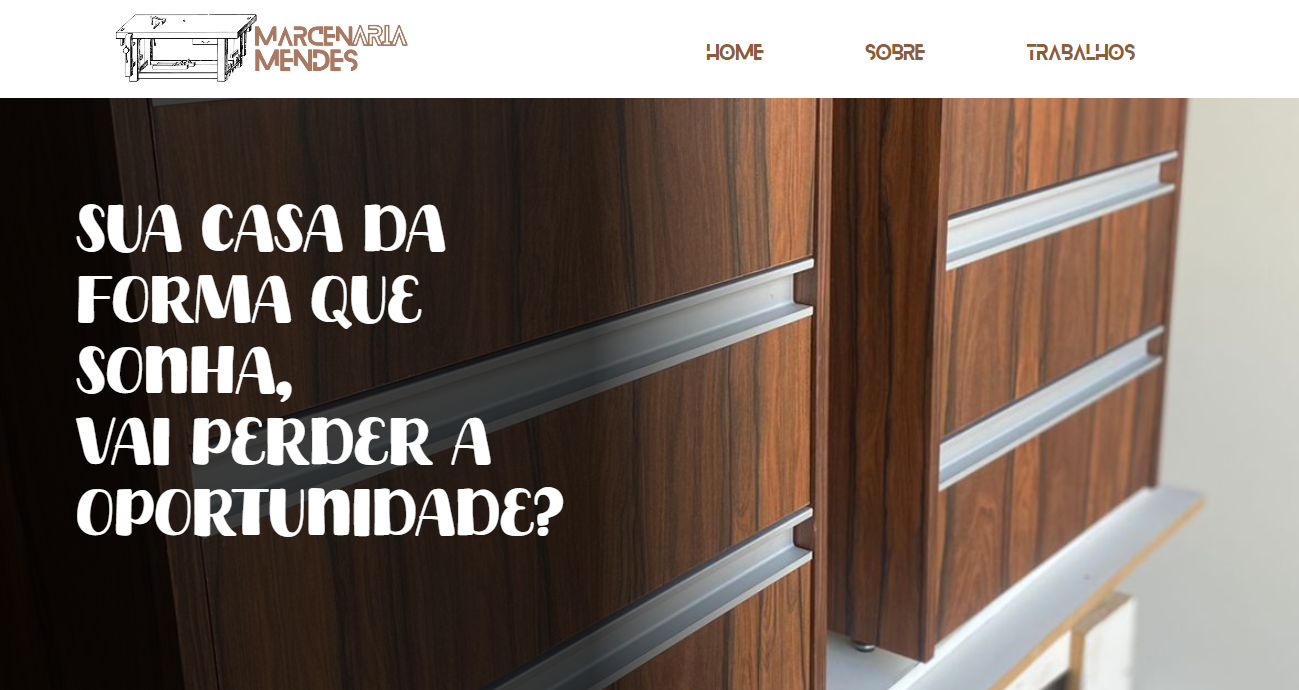 MARCENARIA
MENDES
HOME
SOBRE
TRABALHOS
SUA CASA DA
FORMA QUE
SONHA,
VAI PERDER A
OPORTUNIDADE?